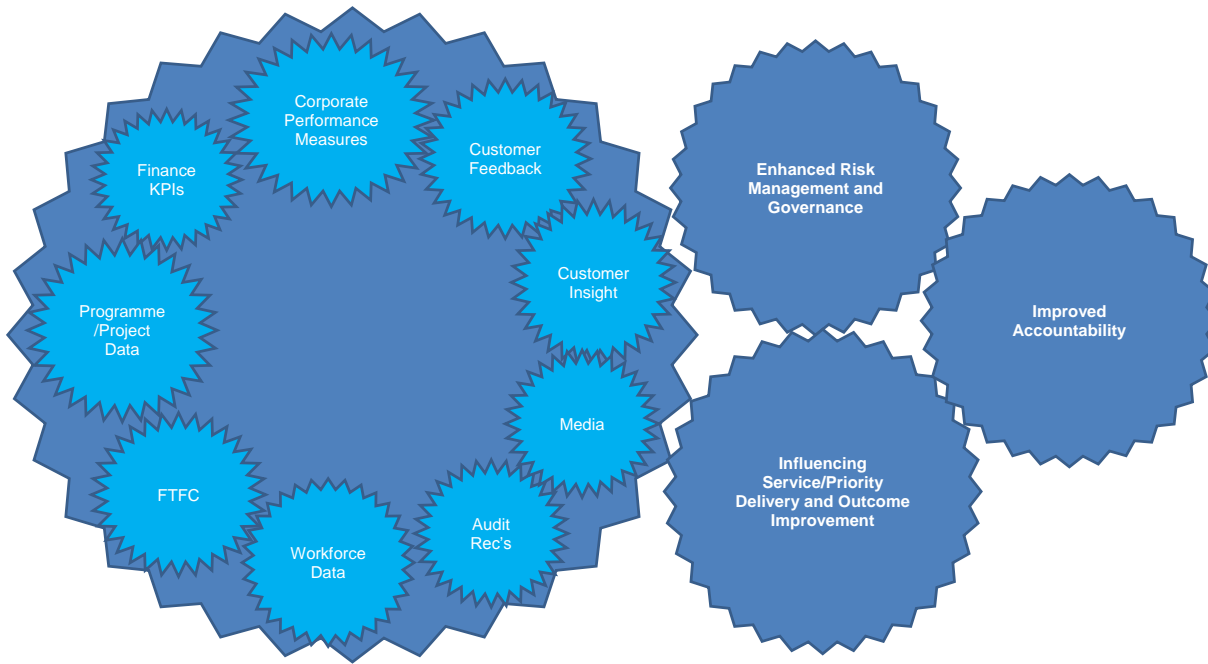 Corporate
Performance
Measures
Customer
Feedback
Customer
Insight
Media
Audit
Rec's
Workforce
Data
FTFC
Programme
/Project
Data
Finance
KPIs
Enhanced Risk
Management and
Governance
Influencing
Service/Priority
Delivery and Outcome
Improvement
Improved
Accountability